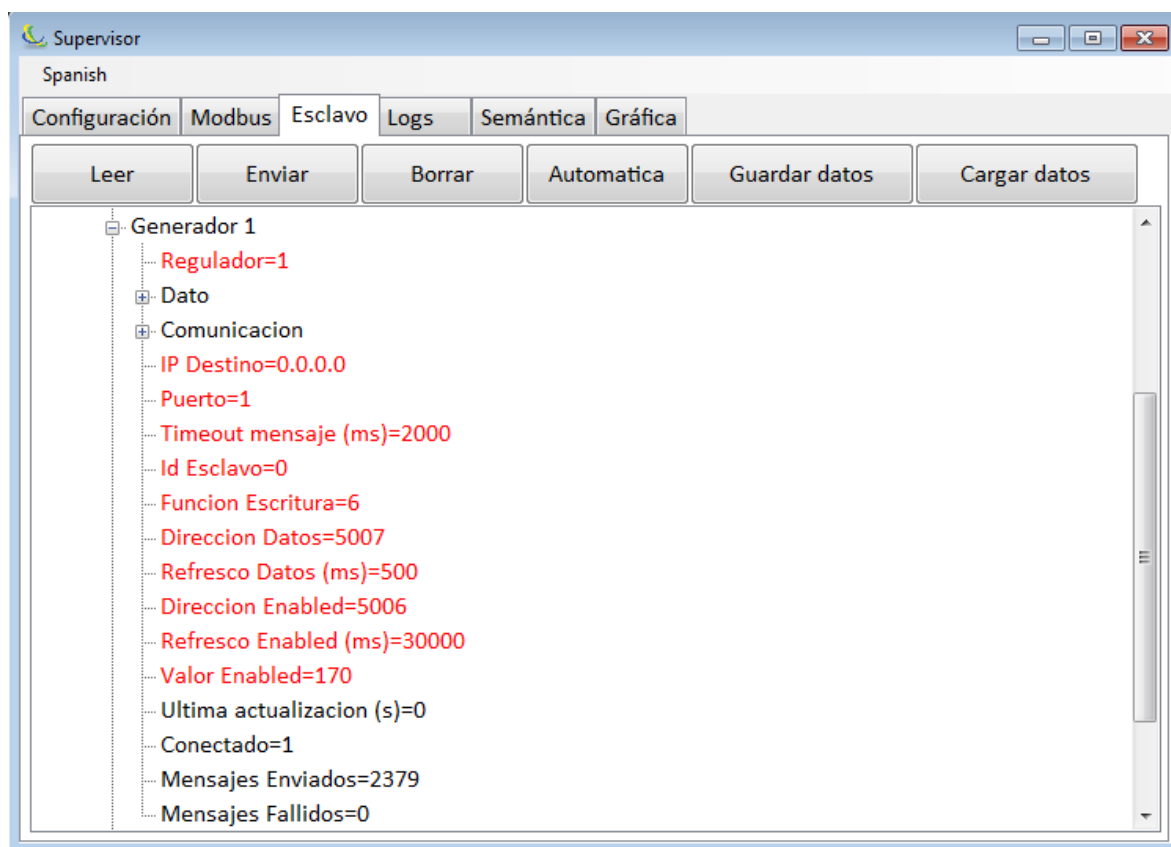 Supervisor
Spanish
Configuración Modbus Esclavo Logs Semántica Gráfica
Leer Enviar Borrar Automatica Guardar datos Cargar datos
Generador 1
Regulador=1
Dato
Comunicacion
IP Destino=0.0.0.0
Puerto=1
Timeout mensaje (ms)=2000
Id Esclavo=0
Funcion Escritura=6
Direccion Datos=5007
Refresco Datos (ms)=500
Direccion Enabled=5006
Refresco Enabled (ms)=30000
Valor Enabled=170
Ultima actualizacion (s)=0
Conectado=1
Mensajes Enviados=2379
Mensajes Fallidos=0